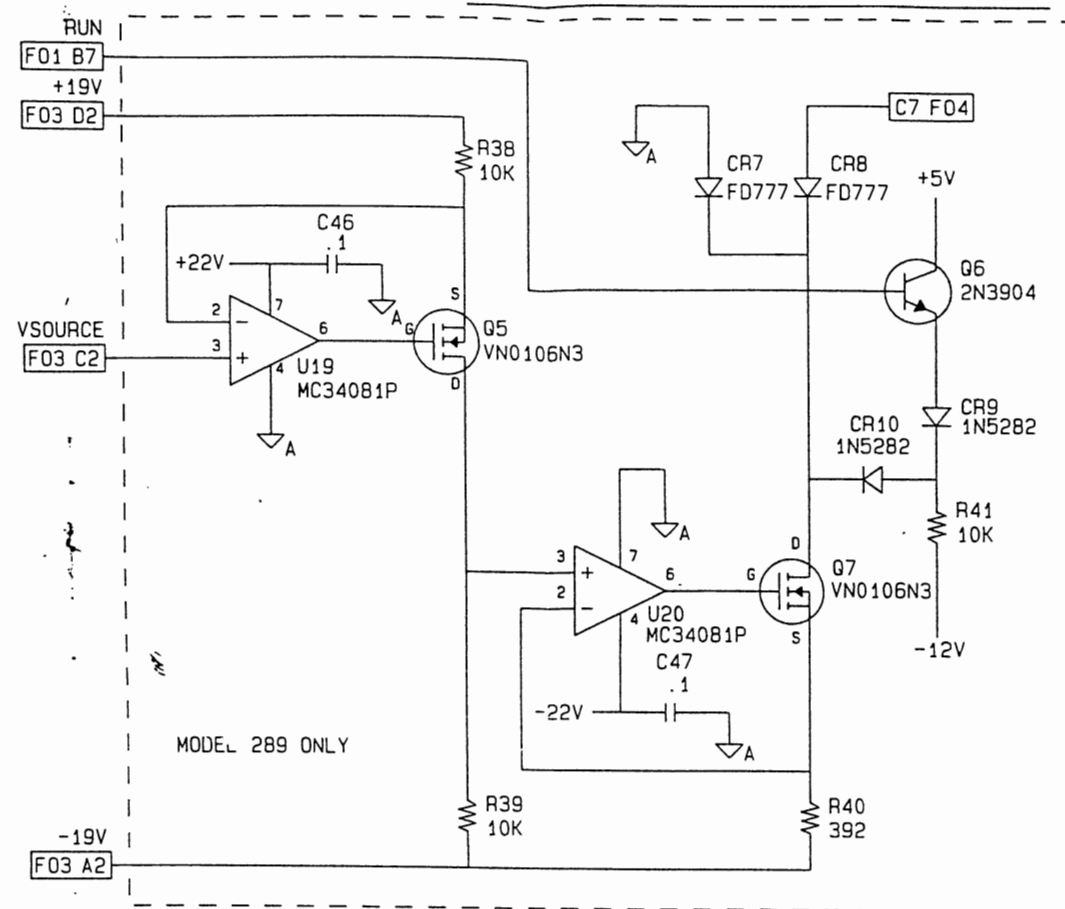 RUN
F01 B7
+19V
F03 D2
C7 F04
R38
10K
A
CR7
FD777
CR8
FD777
+5V
C46
.1
+22V
A
Q6
2N3904
S
2
7
G
Q5
VN0106N3
VSOURCE
F03 C2
3
6
4
U19
MC34081P
D
A
CR10
1N5282
CR9
1N5282
R41
10K
A
D
3
7
2
6
G
Q7
VN0106N3
4
U20
MC34081P
S
-12V
C47
.1
-22V
A
MODEL 289 ONLY
R39
10K
R40
392
-19V
F03 A2